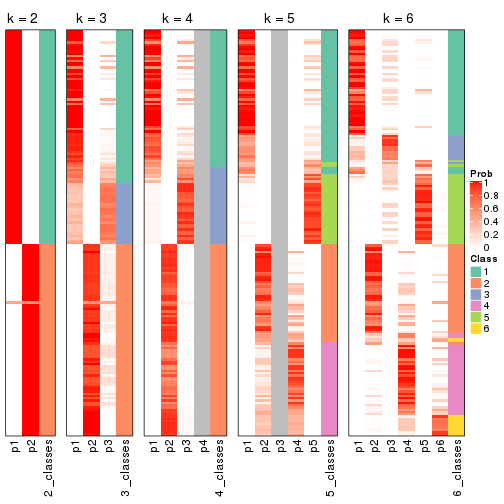 k = 2
k = 3
k = 4
k = 5
k = 6
Prob
1
0.8
0.6
0.4
0.2
0
Class
1
2
3
4
5
6
p1
p2
2_classes
p1
p2
p3
3_classes
p1
p2
p3
p4
4_classes
p1
p2
p3
p4
p5
5_classes
p1
p2
p3
p4
p5
p6
6_classes